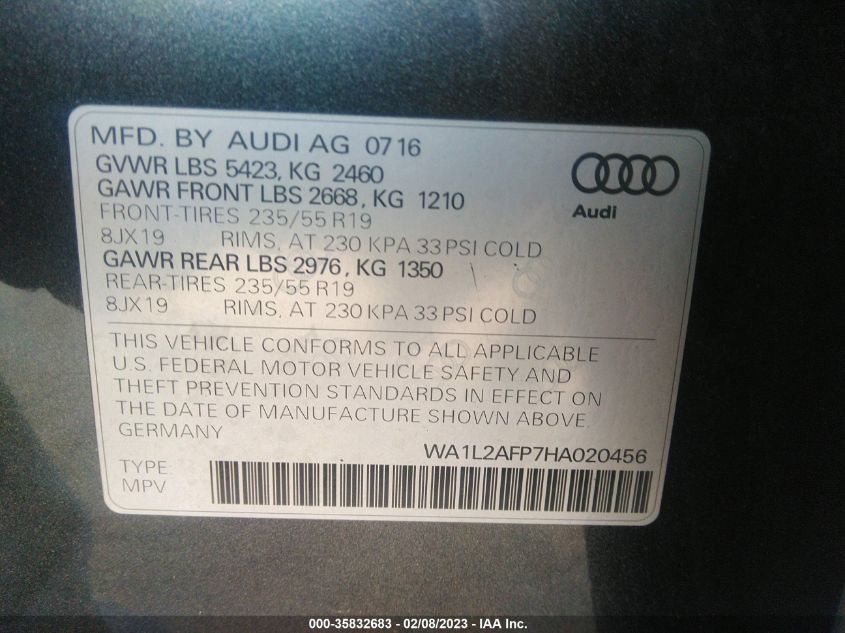 MFD. BY AUDI AG 07 16
GVWR LBS 5423, KG 2460
GAWR FRONT LBS 2668, KG 1210
FRONT-TIRES 235/55 R19
8JX19 RIMS, AT 230 KPA 33 PSI COLD
GAWR REAR LBS 2976, KG 1350
REAR-TIRES 235/55 R19
8JX19 RIMS, AT 230 KPA 33 PSI COLD
Audi
THIS VEHICLE CONFORMS TO ALL APPLICABLE
U.S. FEDERAL MOTOR VEHICLE SAFETY AND
THEFT PREVENTION STANDARDS IN EFFECT ON
THE DATE OF MANUFACTURE SHOWN ABOVE.
GERMANY
WA1L2AFP7HA020456
TYPE:
MPV
000-35832683 - 02/08/2023 - IAA Inc.